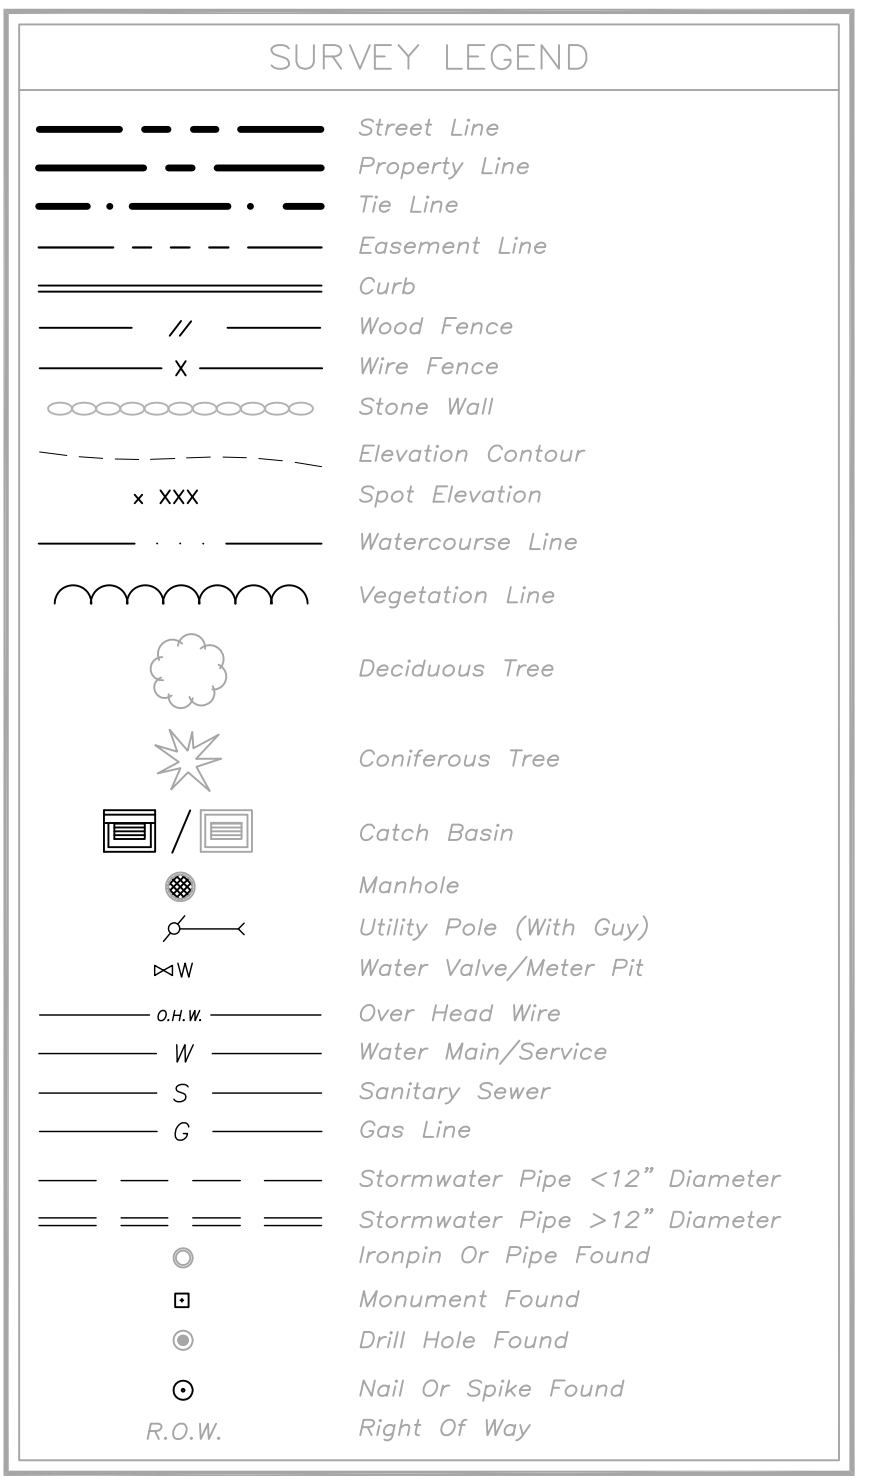 SURVEY LEGEND
Street Line
Property Line
Tie Line
Easement Line
Curb
// Wood Fence
X Wire Fence
Stone Wall
Elevation Contour
x XXX Spot Elevation
Watercourse Line
Vegetation Line
Deciduous Tree
Coniferous Tree
/ Catch Basin
Manhole
Utility Pole (With Guy)
W Water Valve/Meter Pit
O.H.W. Over Head Wire
W Water Main/Service
S Sanitary Sewer
G Gas Line
Stormwater Pipe <12” Diameter
Stormwater Pipe >12” Diameter
Ironpin Or Pipe Found
Monument Found
Drill Hole Found
Nail Or Spike Found
R.O.W. Right Of Way